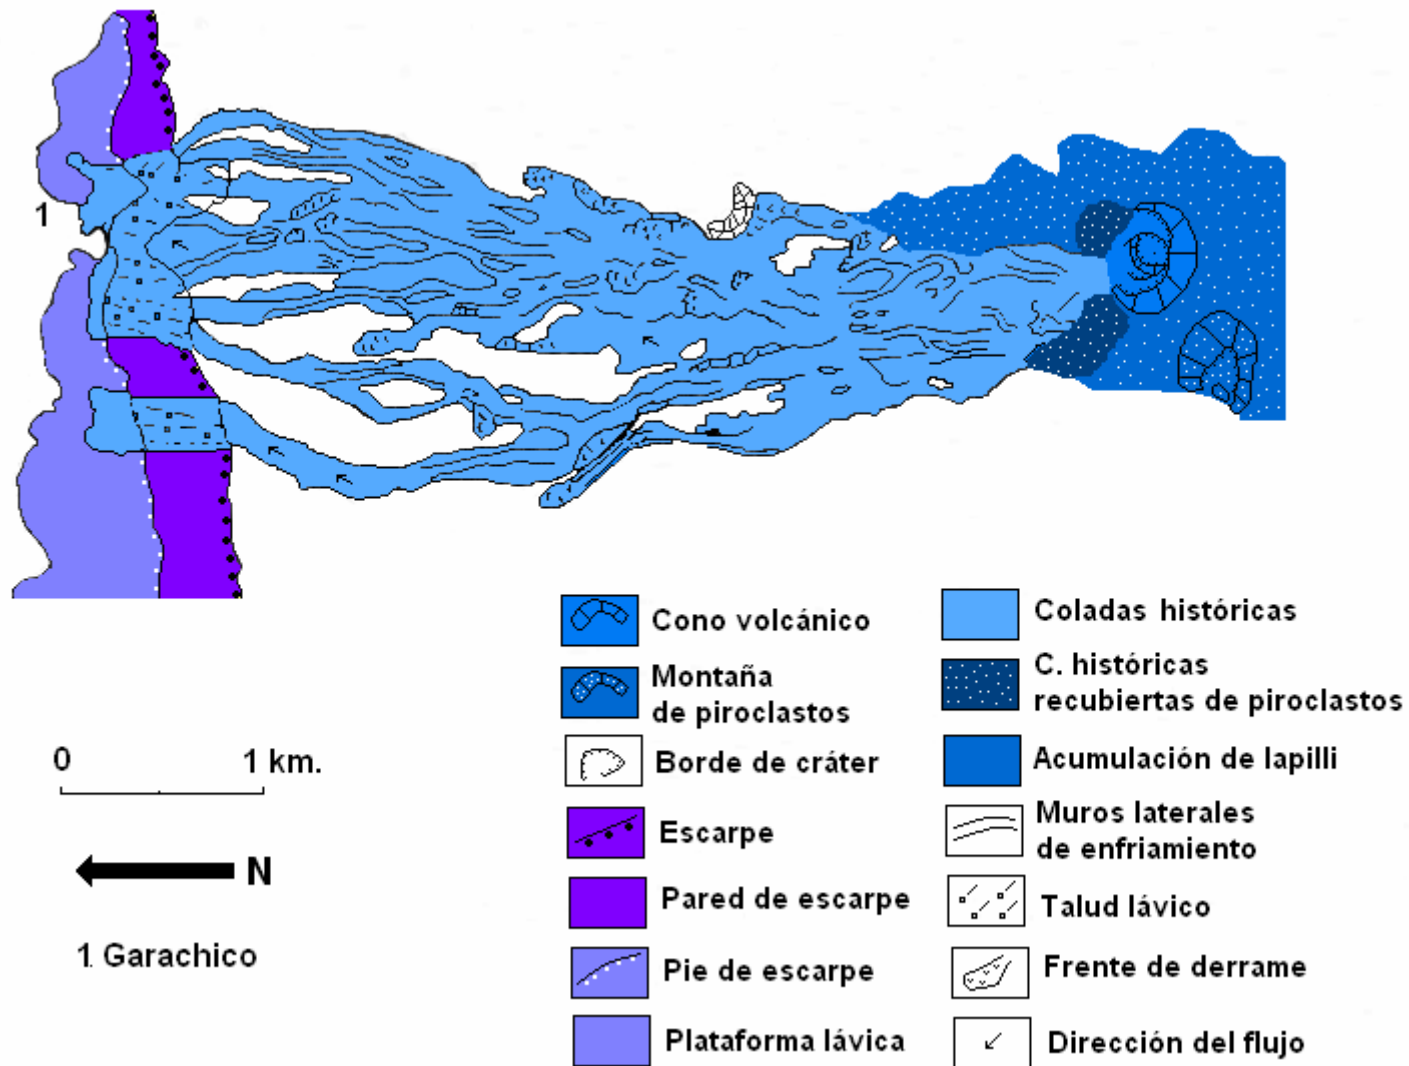 1
Cono volcánico
Montaña
de piroclastos
Borde de cráter
Escarpe
Pared de escarpe
Pie de escarpe
Plataforma lávica
Coladas históricas
C. históricas
recubiertas de piroclastos
Acumulación de lapilli
Muros laterales
de enfriamiento
Talud lávico
Frente de derrame
Dirección del flujo
0 1 km.
N
1 Garachico